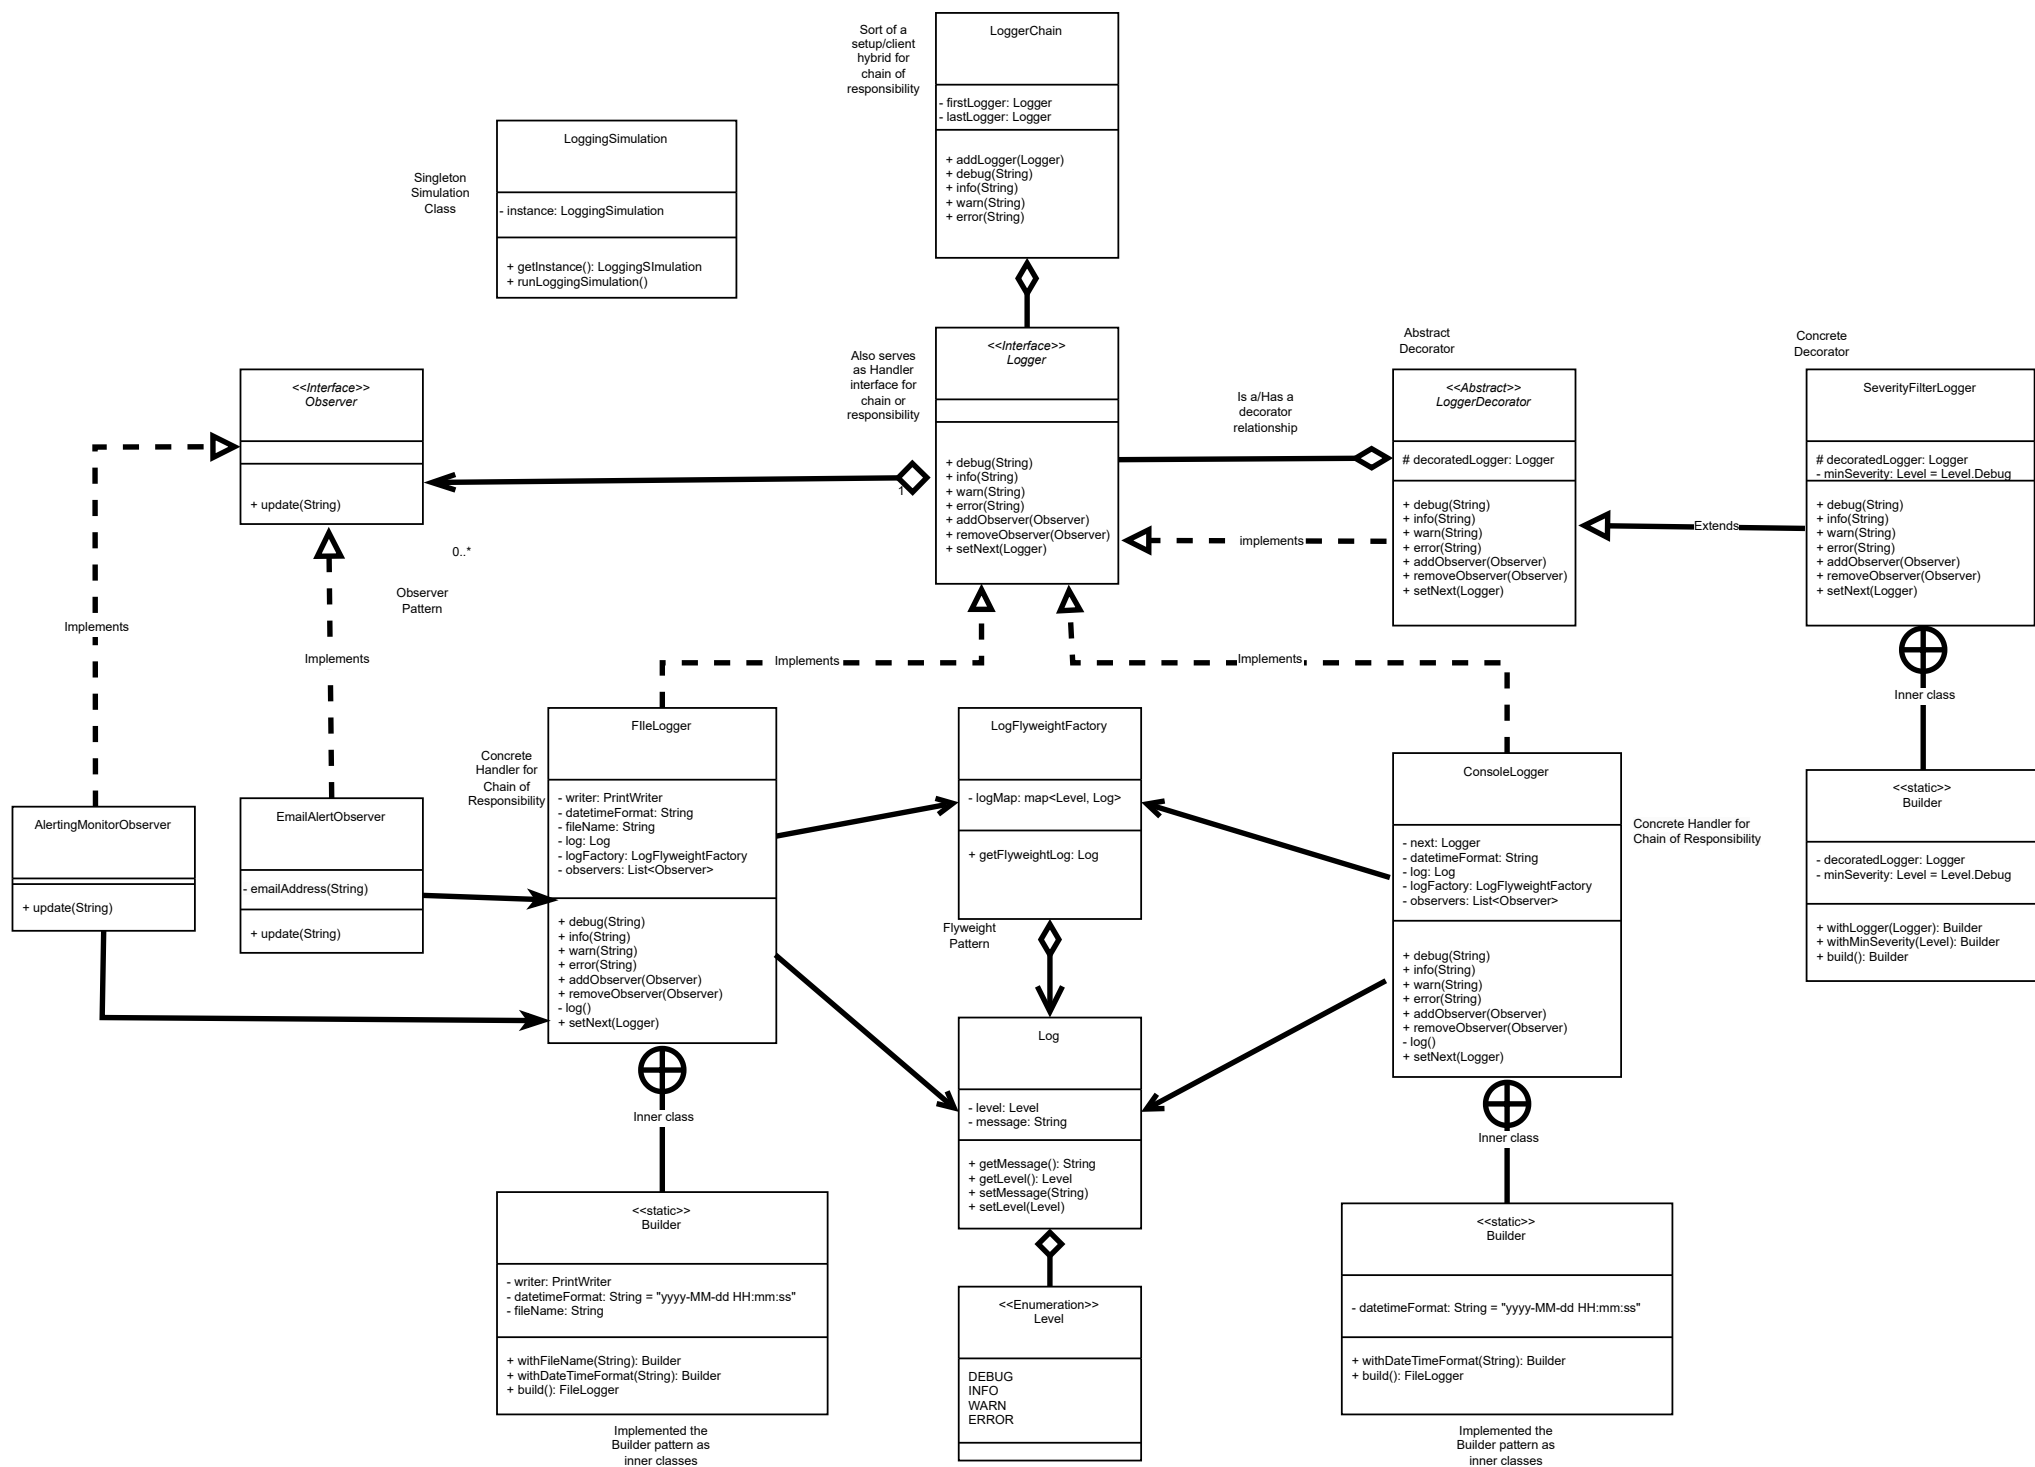 Sort of a
setup/client
hybrid for
chain of
responsibility
LoggerChain
- firstLogger: Logger
- lastLogger: Logger
+ addLogger(Logger)
+ debug(String)
+ info(String)
+ warn(String)
+ error(String)
Singleton
Simulation
Class
LoggingSimulation
- instance: LoggingSimulation
+ getInstance(): LoggingSImulation
+ runLoggingSimulation()
<<Interface>>
Observer
+ update(String)
0..*
Observer
Pattern
Implements
Implements
Also serves
as Handler
interface for
chain or
responsibility
1
<<Interface>>
Logger
+ debug(String)
+ info(String)
+ warn(String)
+ error(String)
+ addObserver(Observer)
+ removeObserver(Observer)
+ setNext(Logger)
Is a/Has a
decorator
relationship
implements
Abstract
Decorator
<<Abstract>>
LoggerDecorator
# decoratedLogger: Logger
+ debug(String)
+ info(String)
+ warn(String)
+ error(String)
+ addObserver(Observer)
+ removeObserver(Observer)
+ setNext(Logger)
Extends
Concrete
Decorator
SeverityFilterLogger
# decoratedLogger: Logger
- minSeverity: Level = Level.Debug
+ debug(String)
+ info(String)
+ warn(String)
+ error(String)
+ addObserver(Observer)
+ removeObserver(Observer)
+ setNext(Logger)
Inner class
<<static>>
Builder
- decoratedLogger: Logger
- minSeverity: Level = Level.Debug
+ withLogger(Logger): Builder
+ withMinSeverity(Level): Builder
+ build(): Builder
Implements
Implements
AlertingMonitorObserver
+ update(String)
EmailAlertObserver
- emailAddress(String)
+ update(String)
Concrete
Handler for
Chain of
Responsibility
FIleLogger
- writer: PrintWriter
- datetimeFormat: String
- fileName: String
- log: Log
- logFactory: LogFlyweightFactory
- observers: List<Observer>
+ debug(String)
+ info(String)
+ warn(String)
+ error(String)
+ addObserver(Observer)
+ removeObserver(Observer)
- log()
+ setNext(Logger)
Inner class
<<static>>
Builder
- writer: PrintWriter
- datetimeFormat: String = "yyyy-MM-dd HH:mm:ss"
- fileName: String
+ withFileName(String): Builder
+ withDateTimeFormat(String): Builder
+ build(): FileLogger
Implemented the
Builder pattern as
inner classes
LogFlyweightFactory
- logMap: map<Level, Log>
+ getFlyweightLog: Log
Flyweight
Pattern
Log
- level: Level
- message: String
+ getMessage(): String
+ getLevel(): Level
+ setMessage(String)
+ setLevel(Level)
<<Enumeration>>
Level
DEBUG
INFO
WARN
ERROR
ConsoleLogger
- next: Logger
- datetimeFormat: String
- log: Log
- logFactory: LogFlyweightFactory
- observers: List<Observer>
+ debug(String)
+ info(String)
+ warn(String)
+ error(String)
+ addObserver(Observer)
+ removeObserver(Observer)
- log()
+ setNext(Logger)
Concrete Handler for
Chain of Responsibility
Inner class
<<static>>
Builder
- datetimeFormat: String = "yyyy-MM-dd HH:mm:ss"
+ withDateTimeFormat(String): Builder
+ build(): FileLogger
Implemented the
Builder pattern as
inner classes